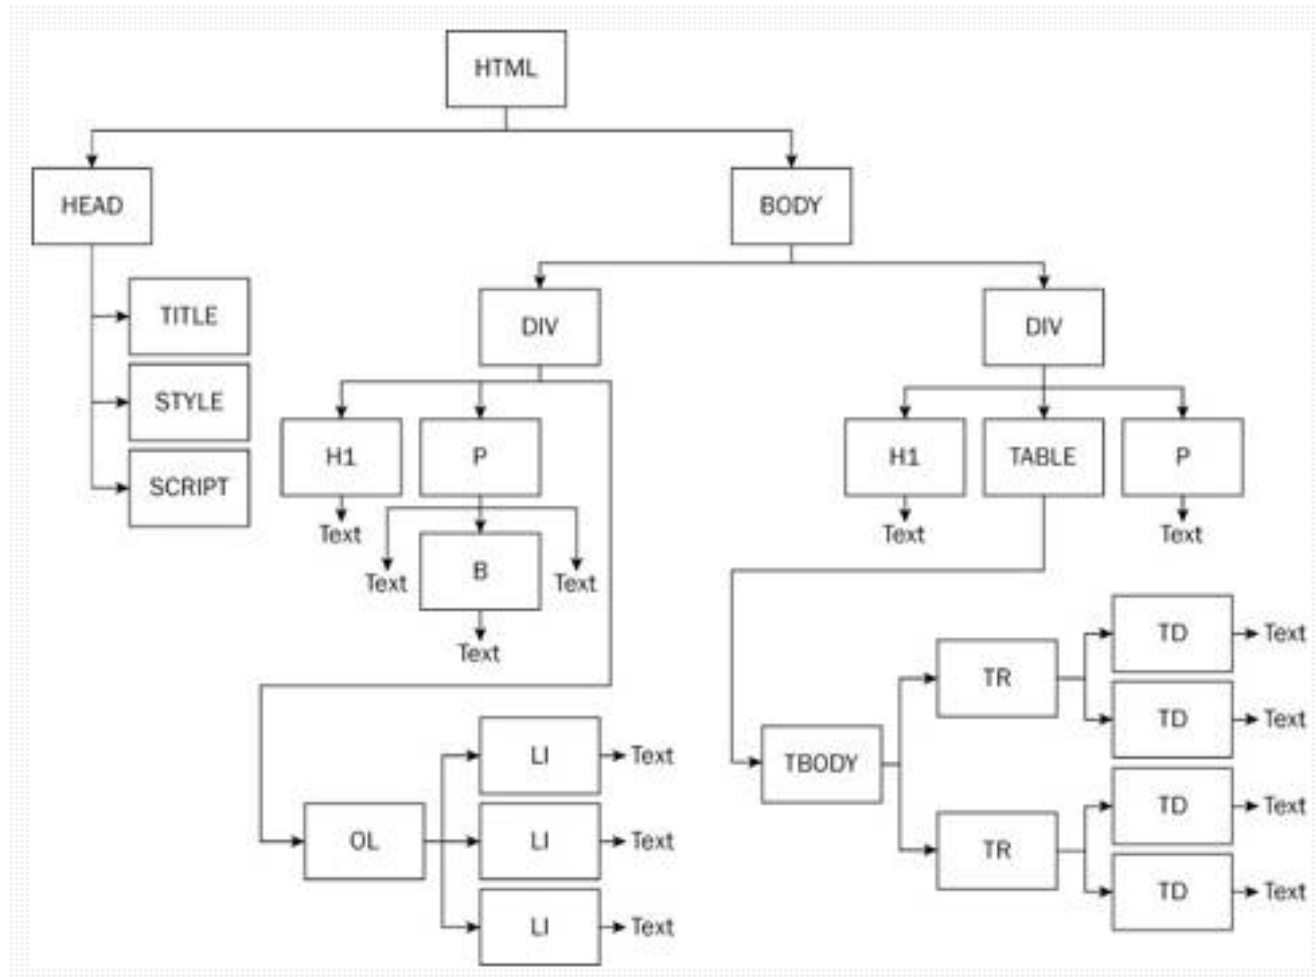 HTML
HEAD
BODY
TITLE
STYLE
SCRIPT
DIV
DIV
H1
P
Text
Text
B
Text
Text
H1
TABLE
P
Text
Text
OL
LI
Text
LI
Text
LI
Text
TBODY
TR
TD
Text
TD
Text
TR
TD
Text
TD
Text